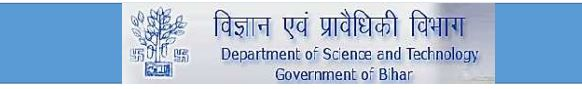 विज्ञान एवं प्रावैधिकी विभाग
Department of Science and Technology
Government of Bihar